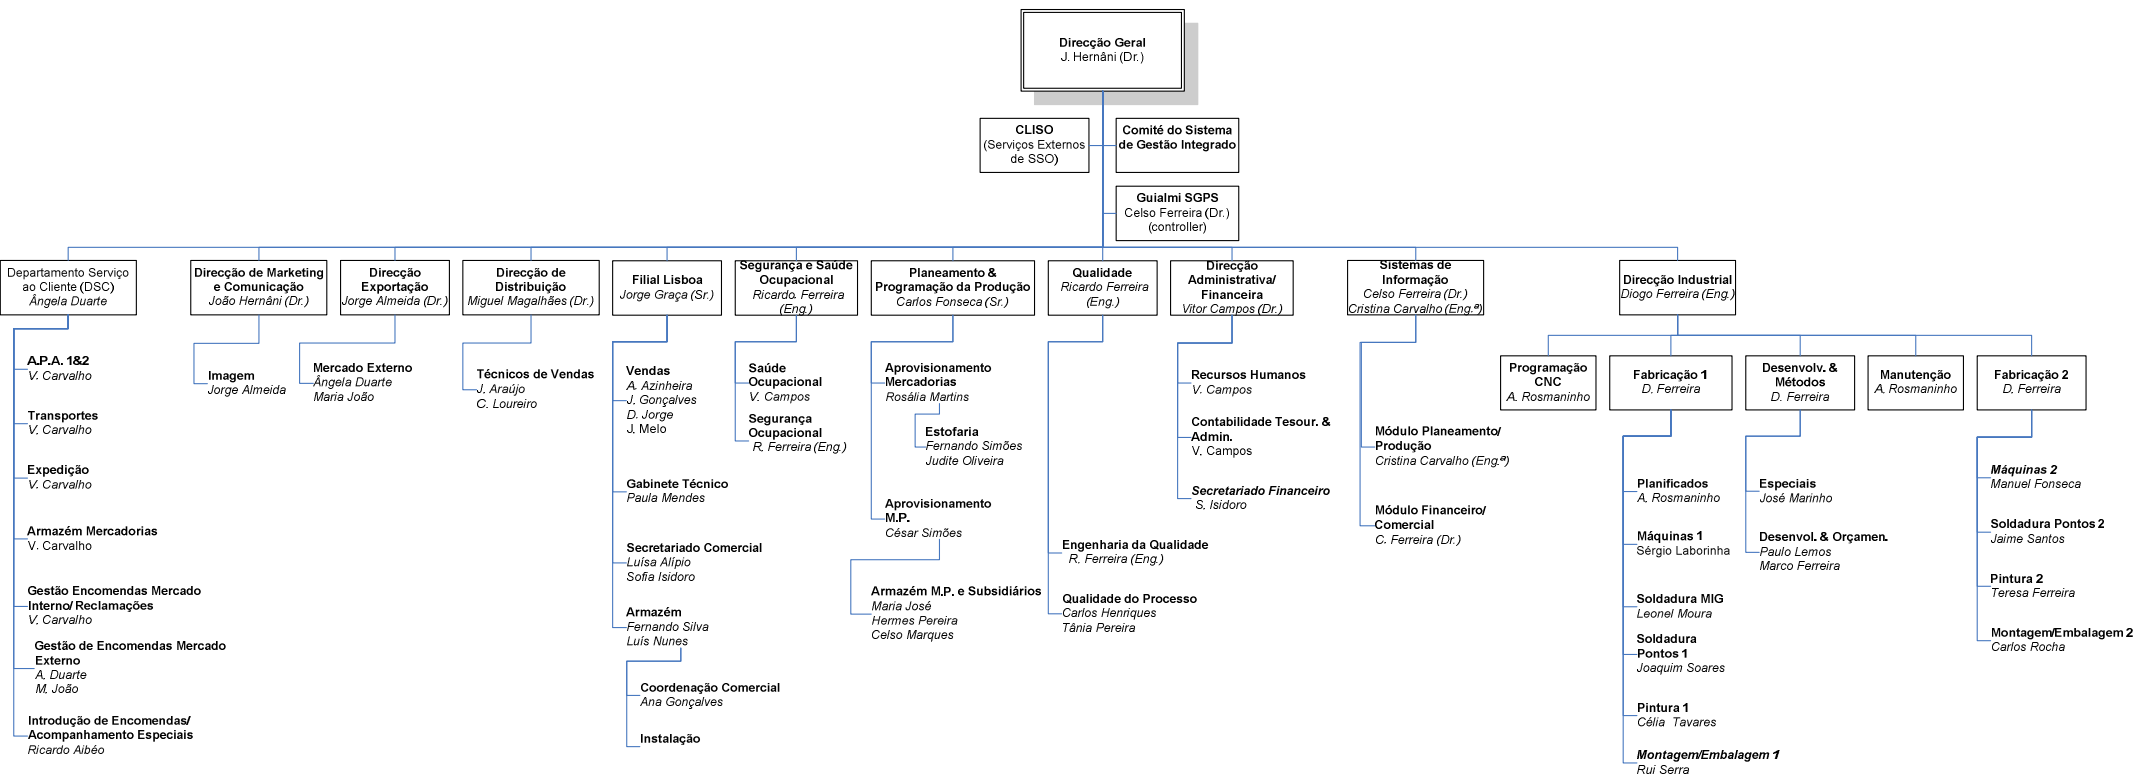 Direcção Geral
J. Hernâni (Dr.)
CLISO
(Serviços Externos
de SSO)
Comité do Sistema
de Gestão Integrado
Guialmi SGPS
Celso Ferreira (Dr.)
(controller)
Departamento Serviço
ao Cliente (DSC)
Ângela Duarte
A.P.A. 1&2
V. Carvalho
Transportes
V. Carvalho
Expedição
V. Carvalho
Armazém Mercadorias
V. Carvalho
Gestão Encomendas Mercado
Interno/ Reclamações
V. Carvalho
Gestão de Encomendas Mercado
Externo
A. Duarte
M. João
Introdução de Encomendas/
Acompanhamento Especiais
Ricardo Aibéo
Direcção de Marketing
e Comunicação
João Hernâni (Dr.)
Imagem
Jorge Almeida
Direcção
Exportação
Jorge Almeida (Dr.)
Mercado Externo
Ângela Duarte
Maria João
Direcção de
Distribuição
Miguel Magalhães (Dr.)
Técnicos de Vendas
J. Araújo
C. Loureiro
Filial Lisboa
Jorge Graça (Sr.)
Vendas
A. Azinheira
J. Gonçalves
D. Jorge
J. Melo
Gabinete Técnico
Paula Mendes
Secretariado Comercial
Luísa Alípio
Sofia Isidoro
Armazém
Fernando Silva
Luís Nunes
Coordenação Comercial
Ana Gonçalves
Instalação
Segurança e Saúde
Ocupacional
Ricardo. Ferreira
(Eng.)
Saúde
Ocupacional
V. Campos
Segurança
Ocupacional
R. Ferreira (Eng.)
Planeamento &
Programação da Produção
Carlos Fonseca (Sr.)
Aprovisionamento
Mercadorias
Rosália Martins
Estofaria
Fernando Simões
Judite Oliveira
Aprovisionamento
M.P.
César Simões
Armazém M.P. e Subsidiários
Maria José
Hermes Pereira
Celso Marques
Qualidade
Ricardo Ferreira
(Eng.)
Engenharia da Qualidade
R. Ferreira (Eng.)
Qualidade do Processo
Carlos Henriques
Tânia Pereira
Direcção
Administrativa/
Financeira
Vitor Campos (Dr.)
Recursos Humanos
V. Campos
Contabilidade Tesour. &
Admin.
V. Campos
Secretariado Financeiro
S. Isidoro
Sistemas de
Informação
Celso Ferreira (Dr.)
Cristina Carvalho (Eng.ª)
Módulo Planeamento/
Produção
Cristina Carvalho (Eng.ª)
Módulo Financeiro/
Comercial
C. Ferreira (Dr.)
Direcção Industrial
Diogo Ferreira (Eng.)
Programação
CNC
A. Rosmaninho
Fabricação 1
D. Ferreira
Planificados
A. Rosmaninho
Máquinas 1
Sérgio Laborinha
Soldadura MIG
Leonel Moura
Soldadura
Pontos 1
Joaquim Soares
Pintura 1
Célia Tavares
Montagem/Embalagem 1
Rui Serra
Desenvolv. &
Métodos
D. Ferreira
Especiais
José Marinho
Desenvol. & Orçamen.
Paulo Lemos
Marco Ferreira
Manutenção
A. Rosmaninho
Fabricação 2
D. Ferreira
Máquinas 2
Manuel Fonseca
Soldadura Pontos 2
Jaime Santos
Pintura 2
Teresa Ferreira
Montagem/Embalagem 2
Carlos Rocha